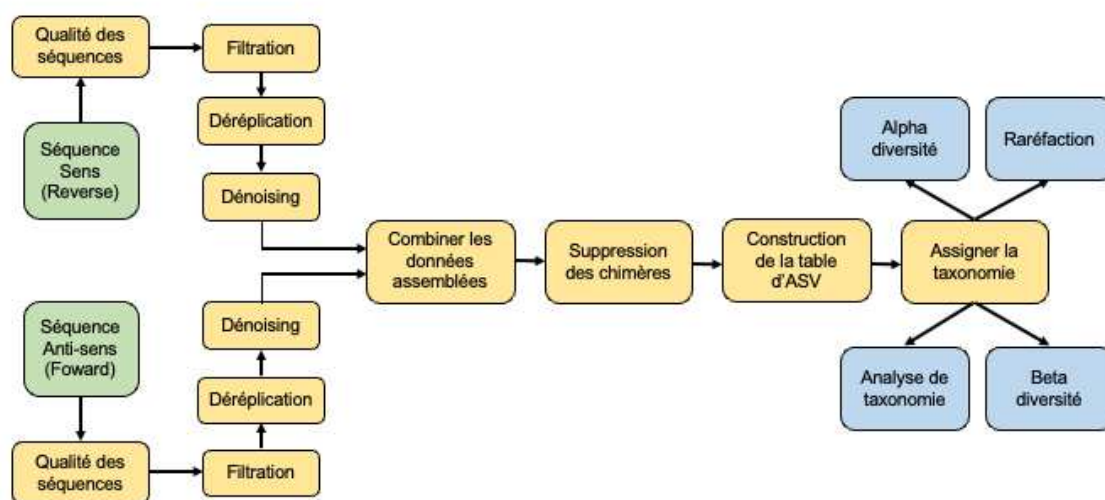 Qualité des
séquences
Filtration
Déréplication
Dénoising
Séquence
Sens
(Reverse)
Séquence
Anti-sens
(Foward)
Qualité des
séquences
Filtration
Déréplication
Dénoising
Combiner les
données
assemblées
Suppression
des chimères
Construction
de la table
d'ASV
Assigner la
taxonomie
Alpha
diversité
Raréfaction
Analyse de
taxonomie
Beta
diversité